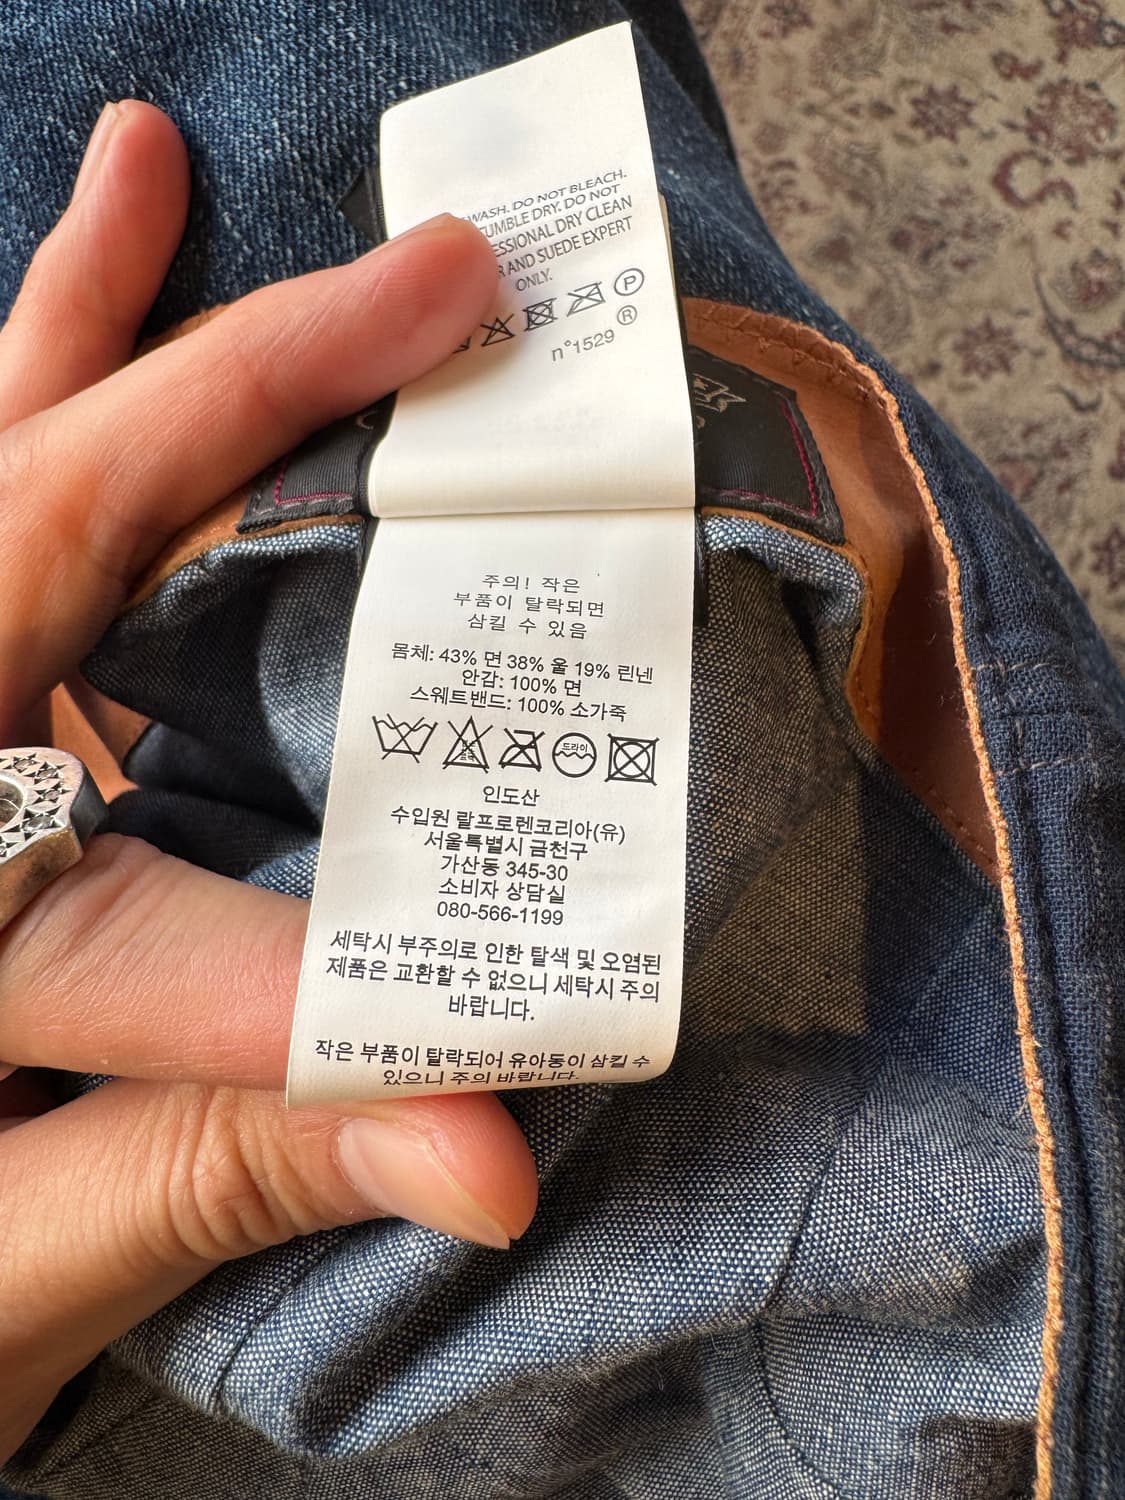 WASH. DO NOT BLEACH.
TUMBLE DRY. DO NOT
ESSIONAL DRY CLEAN
R AND SUEDE EXPERT
ONLY.
P
R
n°1529
주의! 작은
부품이 탈락되면
삼킬 수 있음
몸체: 43% 면 38% 울 19% 린넨
안감: 100% 면
스웨트밴드: 100% 소가죽
드라이
인도산
수입원 랄프로렌코리아(유)
서울특별시 금천구
가산동 345-30
소비자 상담실
080-566-1199
세탁시 부주의로 인한 탈색 및 오염된
제품은 교환할 수 없으니 세탁시 주의
바랍니다.
작은 부품이 탈락되어 유아동이 삼킬 수
있으니 주의 바랍니다.